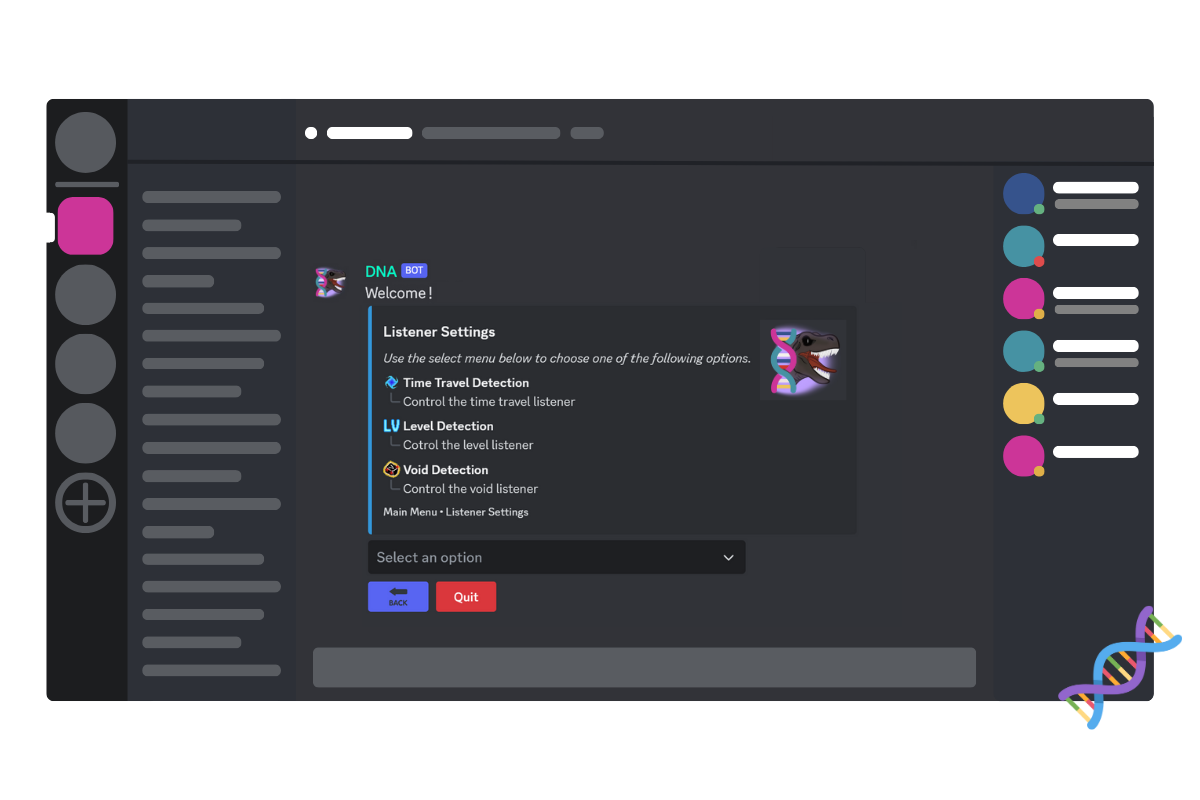 DNA BOT
Welcome !
Listener Settings
Use the select menu below to choose one of the following options.
Time Travel Detection
Control the time travel listener
LV Level Detection
Cotrol the level listener
Void Detection
Control the void listener
Main Menu • Listener Settings
Select an option
BACK
Quit